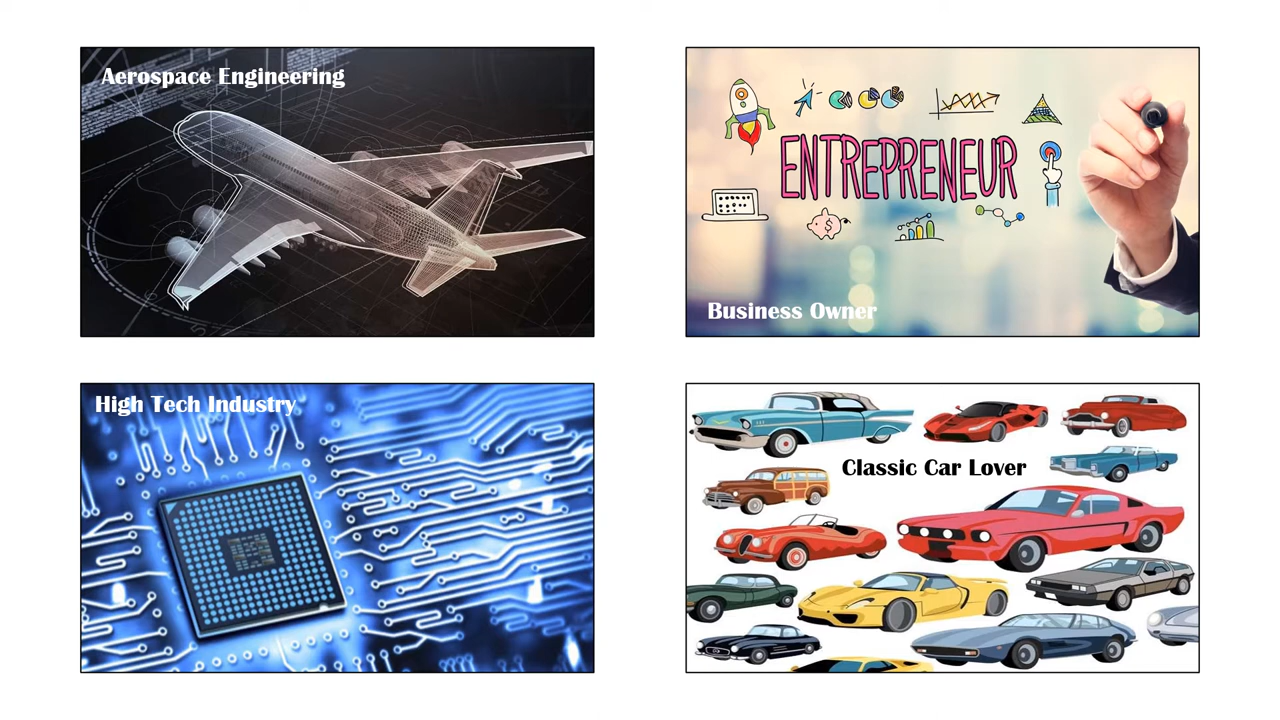 Aerospace Engineering
ENTREPRENEUR
Business Owner
High Tech Industry
Classic Car Lover